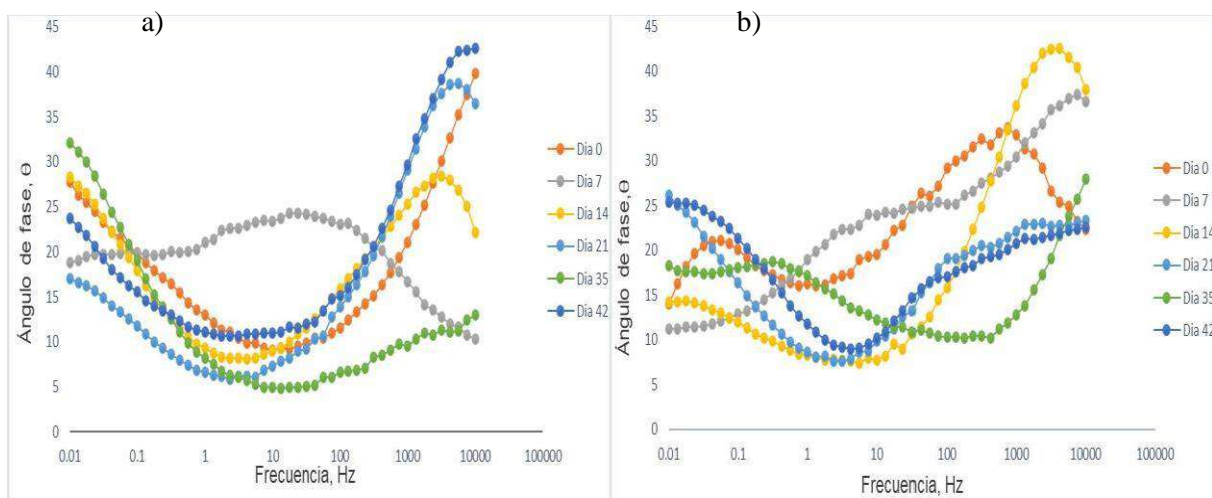 a)
45
40
35
30
25
20
15
10
5
0
Ángulo de fase, Ө
0.01 0.1 1 10 100 1000 10000 100000
Frecuencia, Hz
Dia 0
Dia 7
Dia 14
Dia 21
Dia 35
Dia 42
b)
45
40
35
30
25
20
15
10
5
0
Ángulo de fase,Ө
0.01 0.1 1 10 100 1000 10000 100000
Frecuencia, Hz
Dia 0
Dia 7
Dia 14
Dia 21
Dia 35
Dia 42